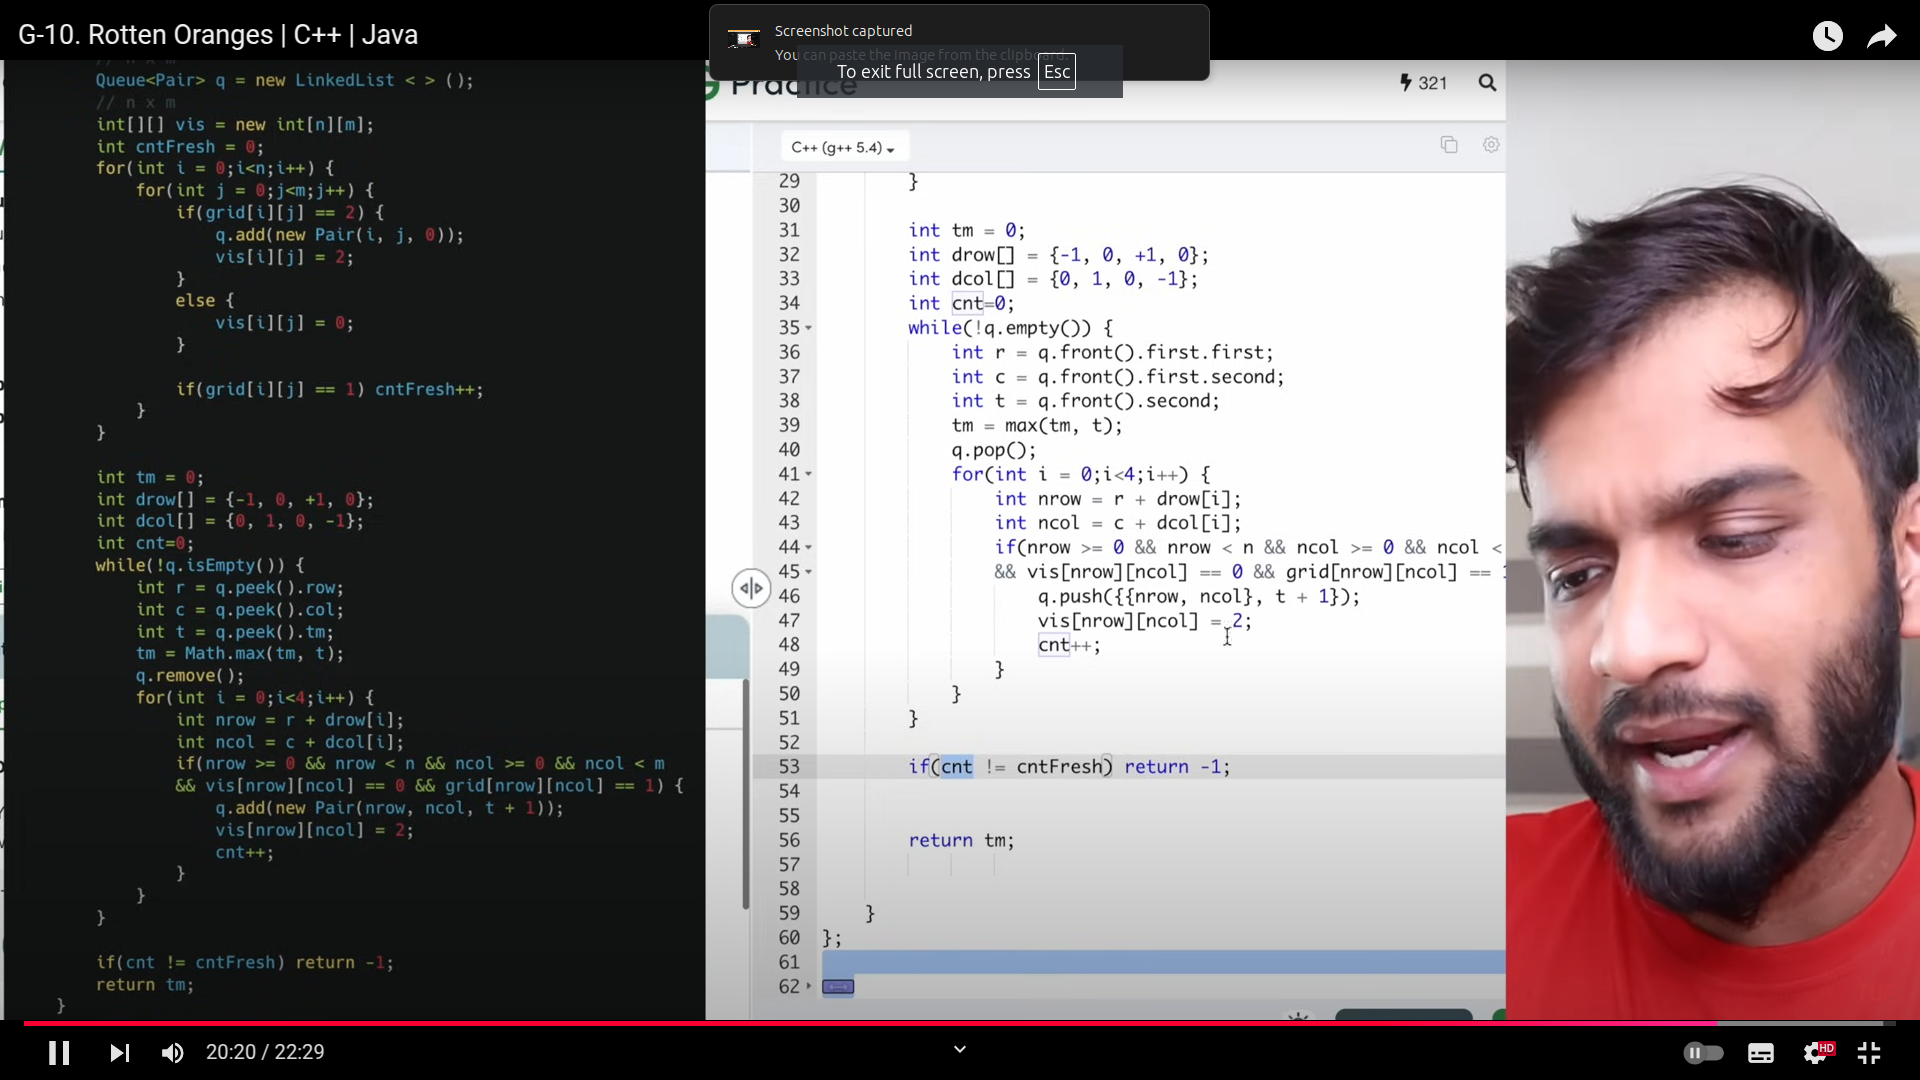 G-10. Rotten Oranges | C++ | Java
Screenshot captured
You can paste the image from the clipboard.
To exit full screen, press Esc
// n x m
Queue<Pair> q = new LinkedList < > ();
// n x m
int[][] vis = new int[n][m];
int cntFresh = 0;
for(int i = 0;i<n;i++) {
for(int j = 0;j<m;j++) {
if(grid[i][j] == 2) {
q.add(new Pair(i, j, 0));
vis[i][j] = 2;
}
else {
vis[i][j] = 0;
}
if(grid[i][j] == 1) cntFresh++;
}
}
int tm = 0;
int drow[] = {-1, 0, +1, 0};
int dcol[] = {0, 1, 0, -1};
int cnt=0;
while(!q.isEmpty()) {
int r = q.peek().row;
int c = q.peek().col;
int t = q.peek().tm;
tm = Math.max(tm, t);
q.remove();
for(int i = 0;i<4;i++) {
int nrow = r + drow[i];
int ncol = c + dcol[i];
if(nrow >= 0 && nrow < n && ncol >= 0 && ncol < m
&& vis[nrow][ncol] == 0 && grid[nrow][ncol] == 1) {
q.add(new Pair(nrow, ncol, t + 1));
vis[nrow][ncol] = 2;
cnt++;
}
}
}
if(cnt != cntFresh) return -1;
return tm;
}
Practice
321
C++ (g++ 5.4)
29 }
30
31 int tm = 0;
32 int drow[] = {-1, 0, +1, 0};
33 int dcol[] = {0, 1, 0, -1};
34 int cnt=0;
35 while(!q.empty()) {
36 int r = q.front().first.first;
37 int c = q.front().first.second;
38 int t = q.front().second;
39 tm = max(tm, t);
40 q.pop();
41 for(int i = 0;i<4;i++) {
42 int nrow = r + drow[i];
43 int ncol = c + dcol[i];
44 if(nrow >= 0 && nrow < n && ncol >= 0 && ncol <
45 && vis[nrow][ncol] == 0 && grid[nrow][ncol] ==
46 q.push({{nrow, ncol}, t + 1});
47 vis[nrow][ncol] = 2;
48 cnt++;
49 }
50 }
51 }
52
53 if(cnt != cntFresh) return -1;
54
55
56 return tm;
57
58
59 }
60 };
61
62
20:20 / 22:29
HD